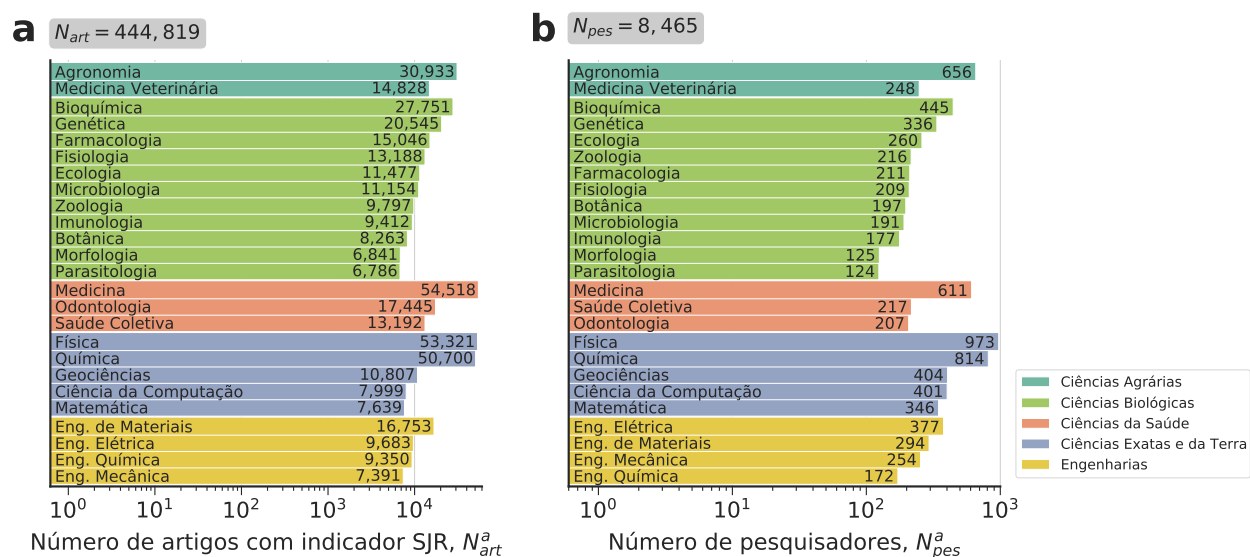 a
N_art = 444, 819
Agronomia 30,933
Medicina Veterinária 14,828
Bioquímica 27,751
Genética 20,545
Farmacologia 15,046
Fisiologia 13,188
Ecologia 11,477
Microbiologia 11,154
Zoologia 9,797
Imunologia 9,412
Botânica 8,263
Morfologia 6,841
Parasitologia 6,786
Medicina 54,518
Odontologia 17,445
Saúde Coletiva 13,192
Física 53,321
Química 50,700
Geociências 10,807
Ciência da Computação 7,999
Matemática 7,639
Eng. de Materiais 16,753
Eng. Elétrica 9,683
Eng. Química 9,350
Eng. Mecânica 7,391
10^0 10^1 10^2 10^3 10^4
Número de artigos com indicador SJR, N^a_art
b
N_pes = 8, 465
Agronomia 656
Medicina Veterinária 248
Bioquímica 445
Genética 336
Ecologia 260
Zoologia 216
Farmacologia 211
Fisiologia 209
Botânica 197
Microbiologia 191
Imunologia 177
Morfologia 125
Parasitologia 124
Medicina 611
Saúde Coletiva 217
Odontologia 207
Física 973
Química 814
Geociências 404
Ciência da Computação 401
Matemática 346
Eng. Elétrica 377
Eng. de Materiais 294
Eng. Mecânica 254
Eng. Química 172
10^0 10^1 10^2 10^3
Número de pesquisadores, N^a_pes
Ciências Agrárias
Ciências Biológicas
Ciências da Saúde
Ciências Exatas e da Terra
Engenharias